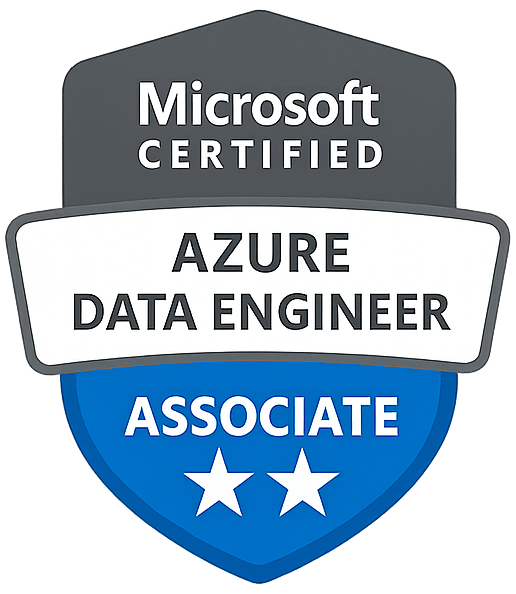 Microsoft
CERTIFIED
AZURE
DATA ENGINEER
ASSOCIATE